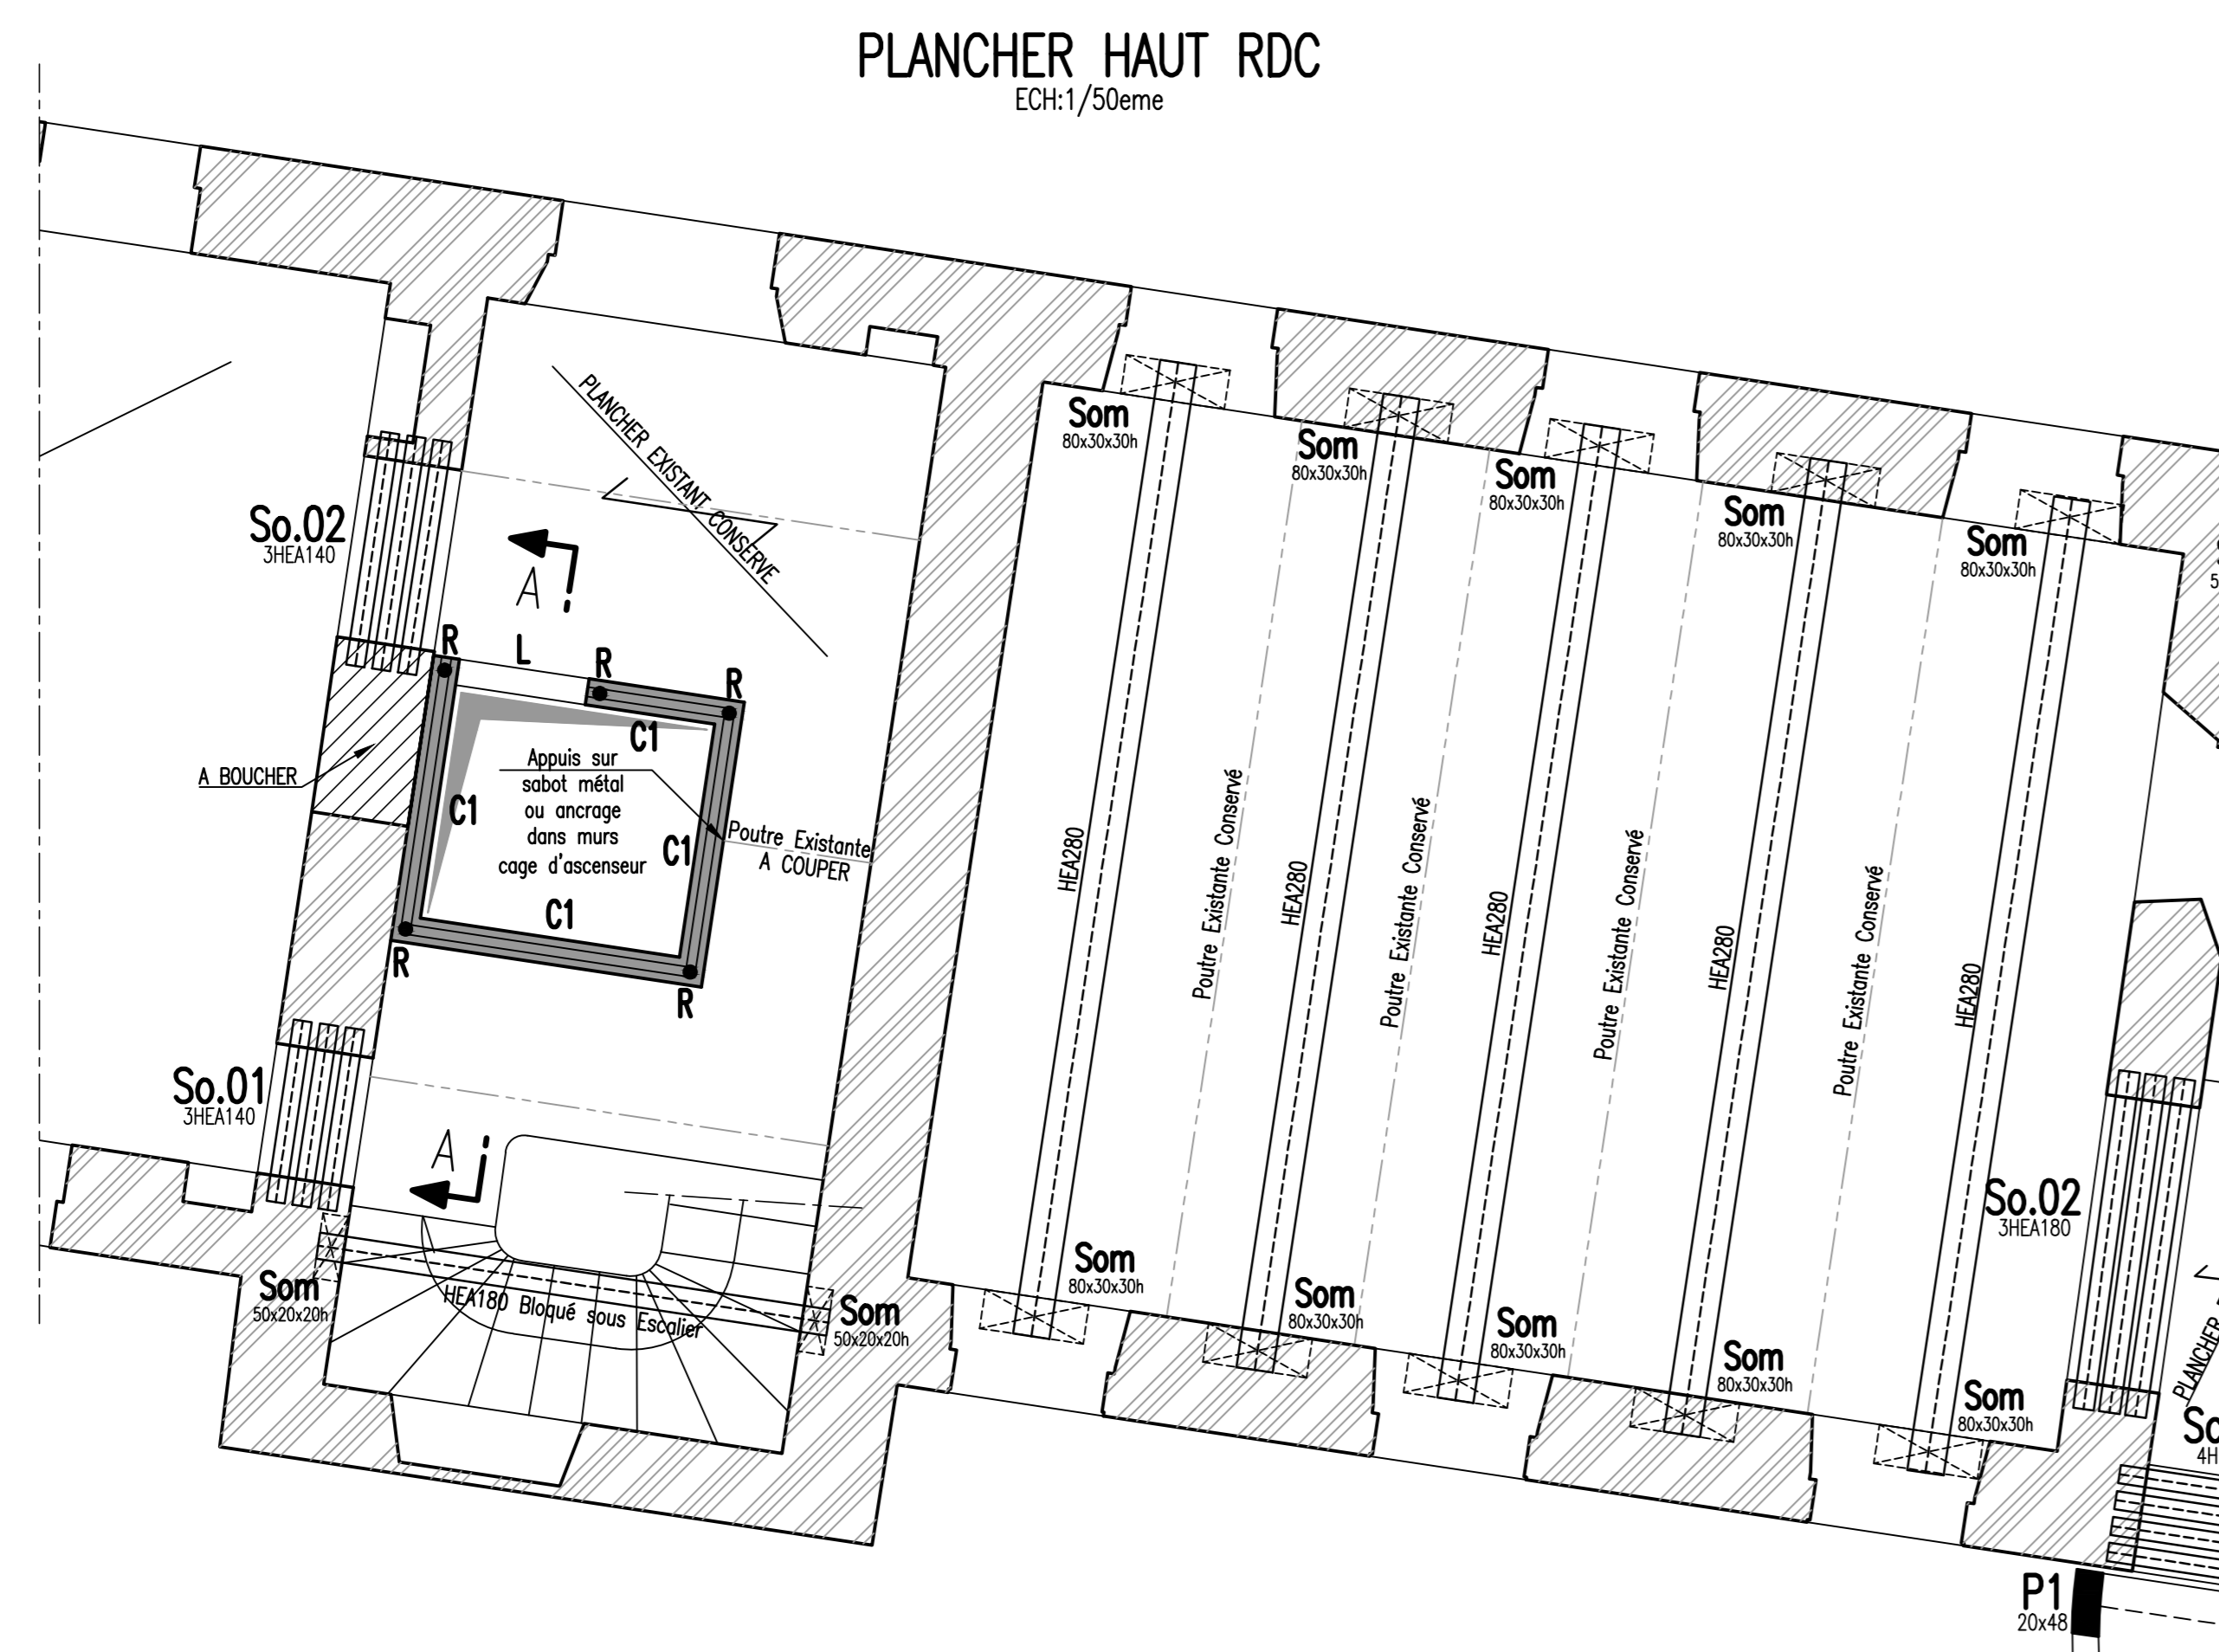 PLANCHER HAUT RDC
ECH:1/50eme
PLANCHER EXISTANT CONSERVE
So.02
3HEA140
A
R
L
R
R
C1
A BOUCHER
Appuis sur
sabot métal
ou ancrage
dans murs
cage d'ascenseur
C1
C1
Poutre Existante
A COUPER
C1
R
R
So.01
3HEA140
A
Som
50x20x20h
HEA180 Bloqué sous Escalier
Som
50x20x20h
Som
80x30x30h
Som
80x30x30h
Som
80x30x30h
Som
80x30x30h
Som
80x30x30h
HEA280
Poutre Existante Conservé
HEA280
Poutre Existante Conservé
HEA280
Poutre Existante Conservé
HEA280
Poutre Existante Conservé
HEA280
Som
80x30x30h
Som
80x30x30h
Som
80x30x30h
Som
80x30x30h
Som
80x30x30h
So.02
3HEA180
PLANCHER
So
4H
P1
20x48